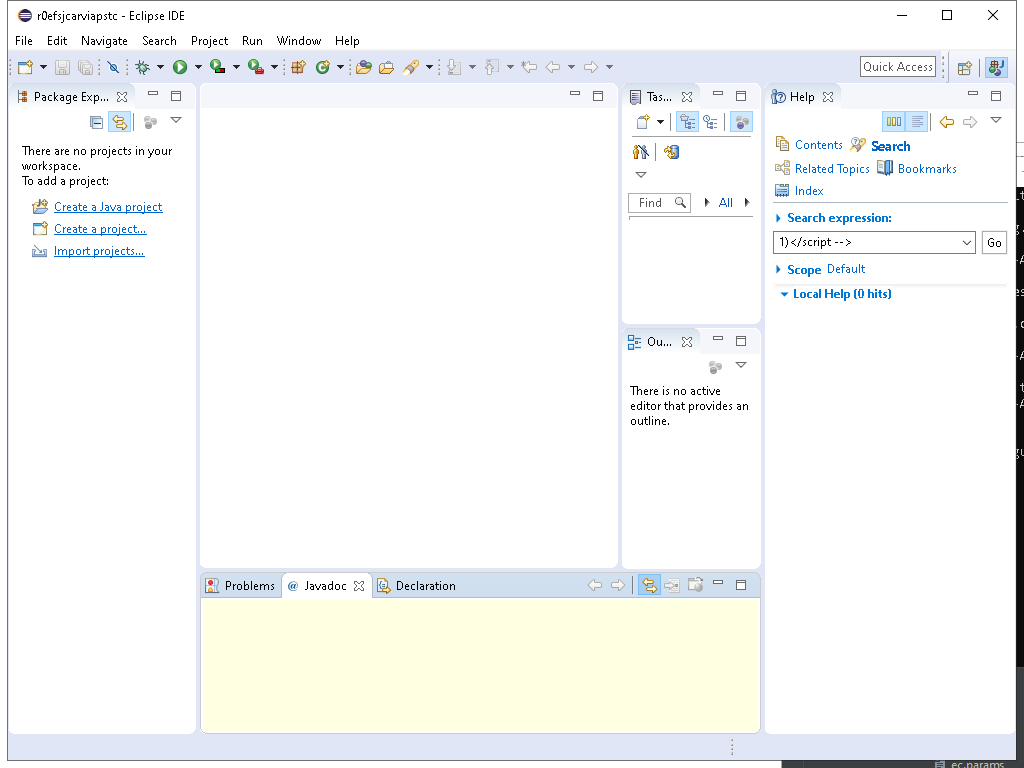 r0efsjcarviapstc - Eclipse IDE
File Edit Navigate Search Project Run Window Help
Quick Access
Package Exp...
There are no projects in your
workspace.
To add a project:
Create a Java project
Create a project...
Import projects...
Tas...
Find
All
Ou...
There is no active
editor that provides an
outline.
Help
Contents
Search
Related Topics
Bookmarks
Index
Search expression:
1)</script -->
Go
Scope Default
Local Help (0 hits)
Problems
@ Javadoc
Declaration
ec.params